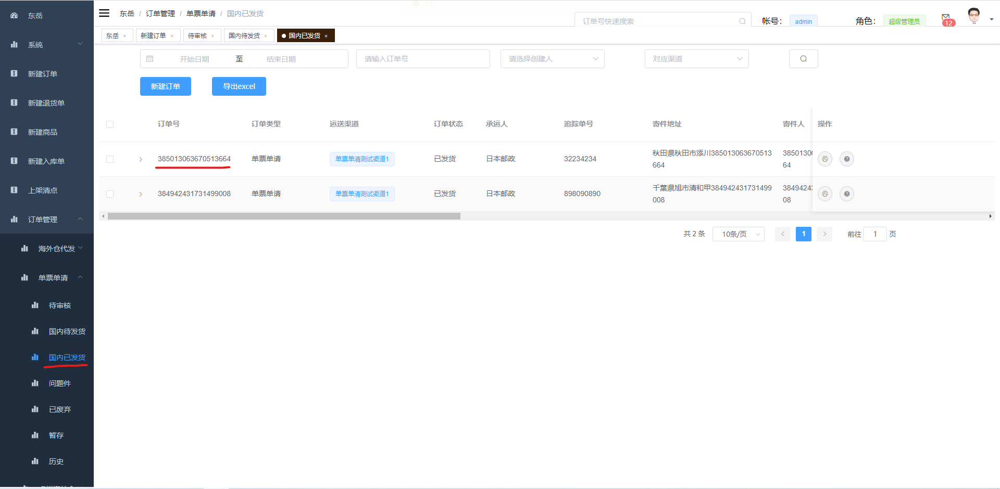 东岳
系统
新建订单
新建退货单
新建商品
新建入库单
上架清点
订单管理
海外仓代发
单票单请
待审核
国内待发货
国内已发货
问题件
已废弃
暂存
历史
东岳 / 订单管理 / 单票单请 / 国内已发货
订单号快速搜索
帐号： admin
角色： 超级管理员
12
东岳 × 新建订单 × 待审核 × 国内待发货 × 国内已发货 ×
开始日期 至 结束日期 请输入订单号 请选择创建人 对应渠道
新建订单 导出excel
订单号 订单类型 运送渠道 订单状态 承运人 追踪单号 寄件地址 寄件人 操作
385013063670513664 单票单请 单票单清测试渠道1 已发货 日本邮政 32234234 秋田県秋田市添川385013063670513 3850130
664 64
384942431731499008 单票单请 单票单清测试渠道1 已发货 日本邮政 898090890 千葉県旭市清和甲384942431731499 3849424
008 08
共 2 条 10条/页 1 前往 1 页